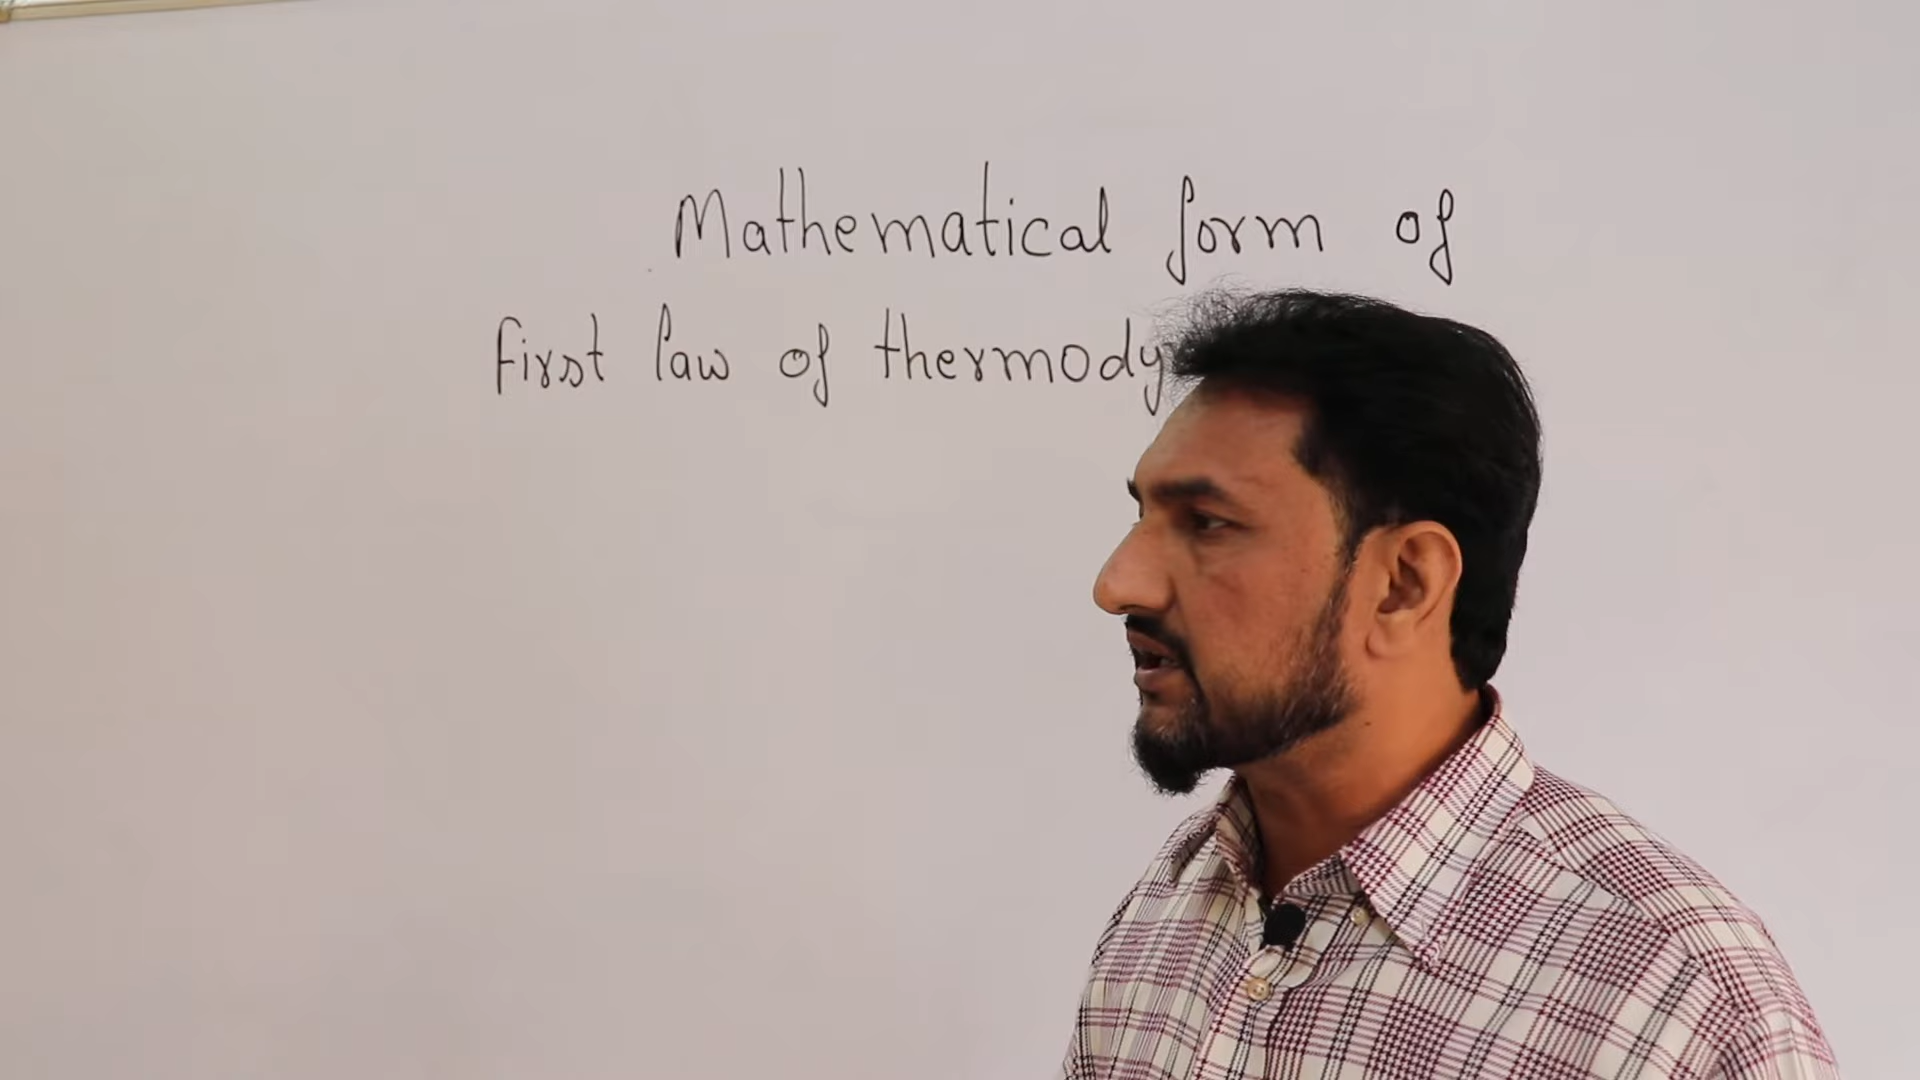 Mathematical form of
first law of thermody